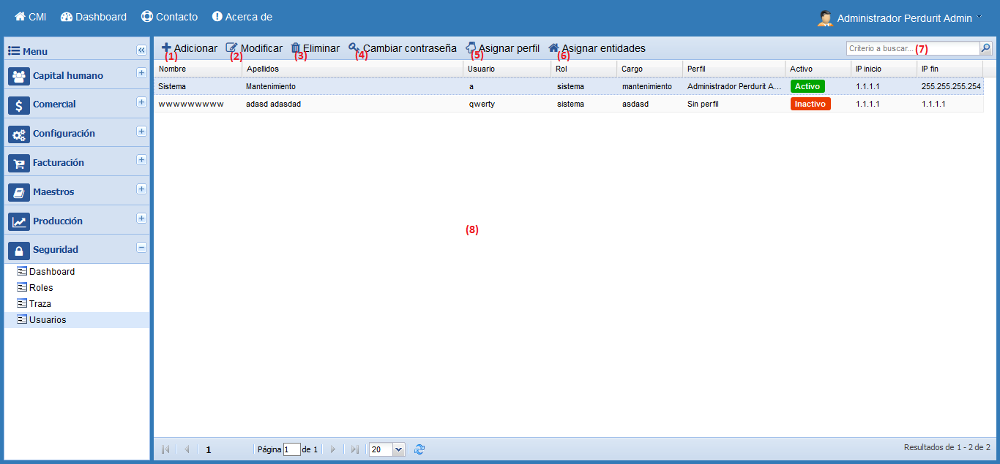 CMI Dashboard Contacto Acerca de Administrador Perdurit Admin
Menu
Capital humano
Comercial
Configuración
Facturación
Maestros
Producción
Seguridad
Dashboard
Roles
Traza
Usuarios
Adicionar Modificar Eliminar Cambiar contraseña Asignar perfil Asignar entidades Criterio a buscar...
(1) (2) (3) (4) (5) (6) (7)
Nombre Apellidos Usuario Rol Cargo Perfil Activo IP inicio IP fin
Sistema Mantenimiento a sistema mantenimiento Administrador Perdurit A... Activo 1.1.1.1 255.255.255.254
wwwwwwwww adasd adasdad qwerty sistema asdasd Sin perfil Inactivo 1.1.1.1 1.1.1.1
(8)
1 Página 1 de 1 20 Resultados de 1 - 2 de 2